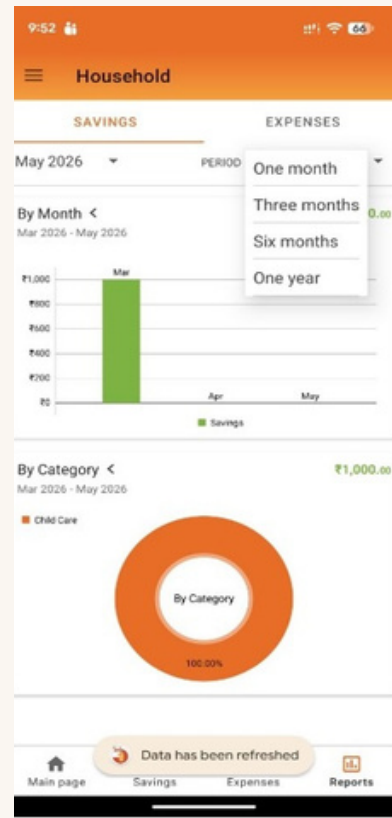 9:52
66
Household
SAVINGS EXPENSES
May 2026 PERIOD
One month
Three months
Six months
One year
By Month < 0.00
Mar 2026 - May 2026
₹1,000
₹800
₹600
₹400
₹200
₹0
Mar
Apr May
Savings
By Category < ₹1,000.00
Mar 2026 - May 2026
Child Care
By Category
100.00%
Data has been refreshed
Main page Savings Expenses Reports